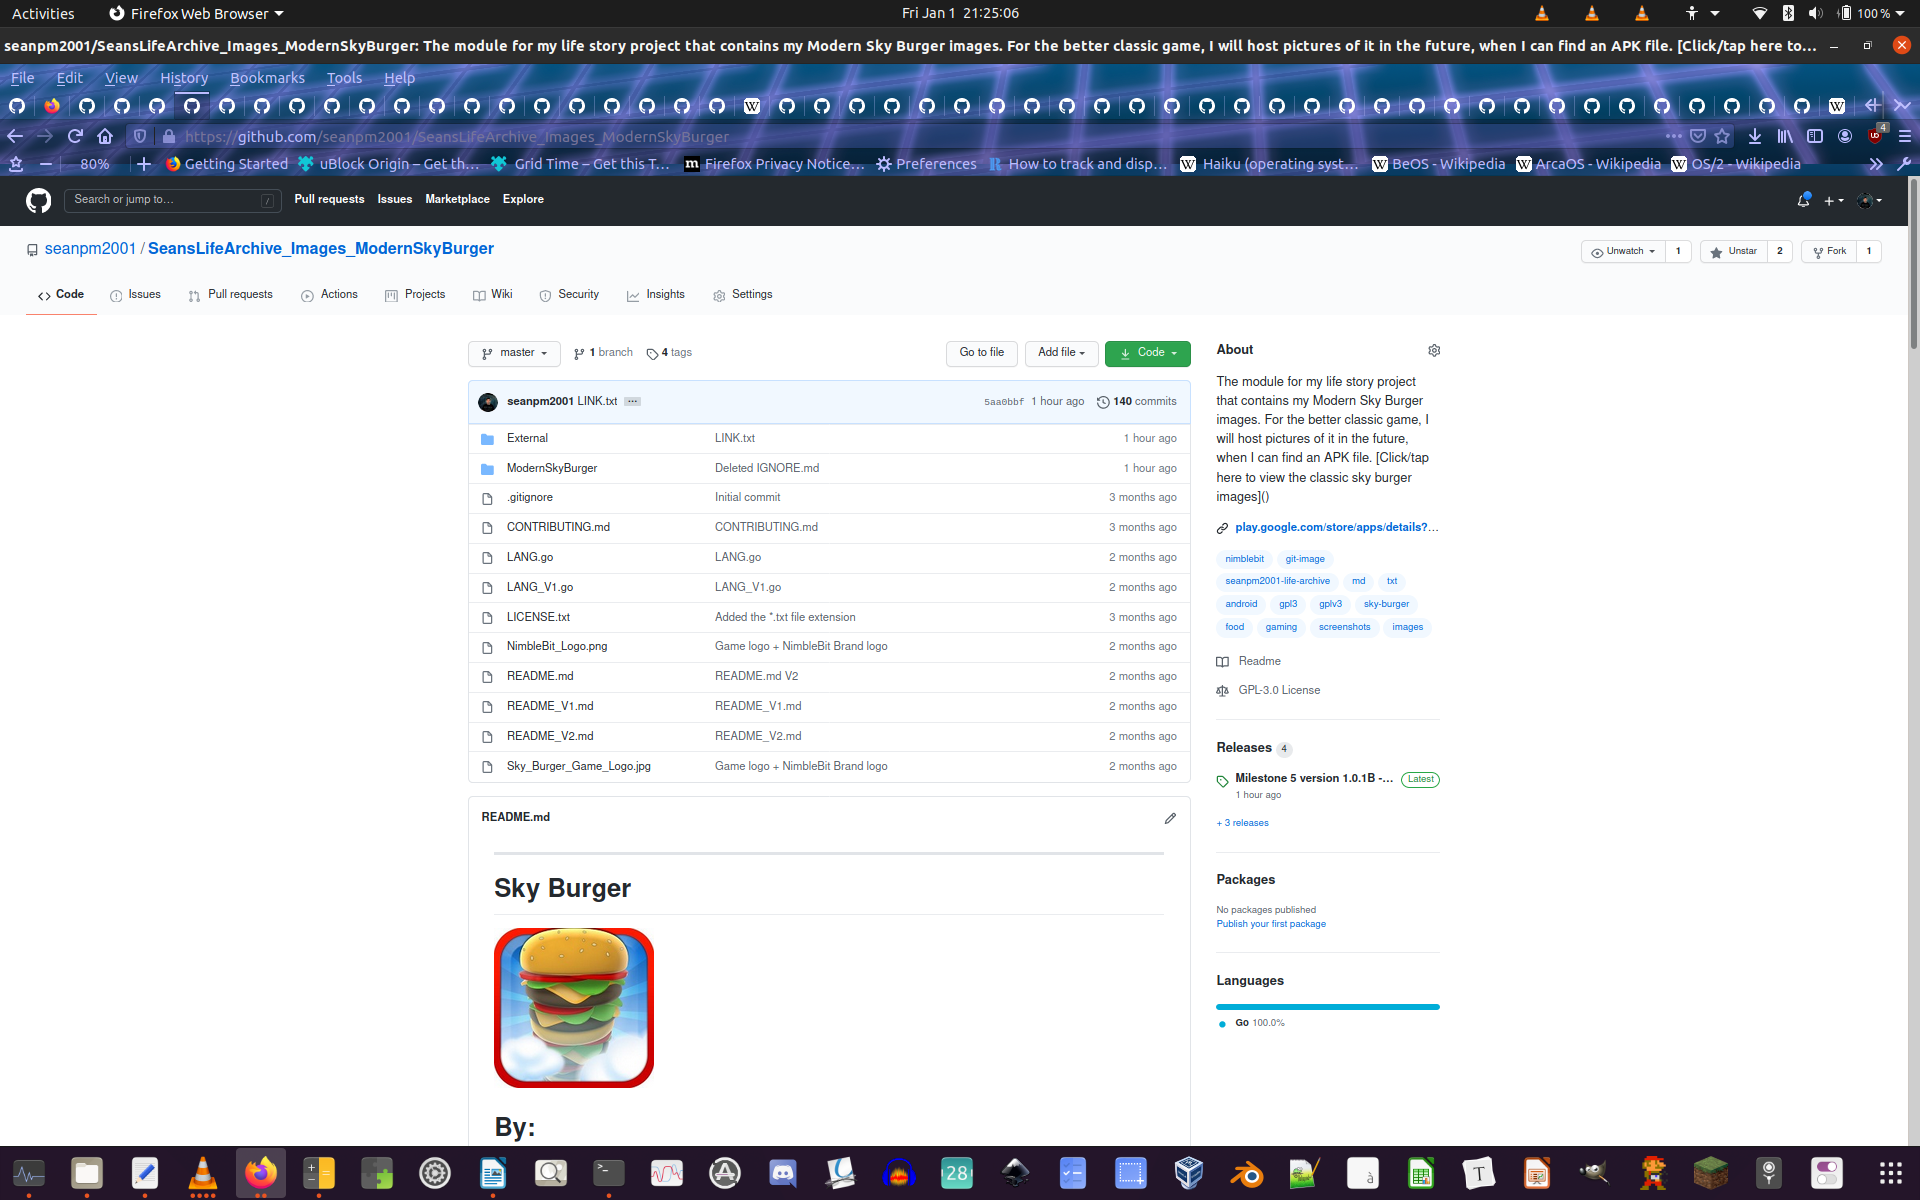 Activities
Firefox Web Browser
Fri Jan 1 21:25:06
100 %
seanpm2001/SeansLifeArchive_Images_ModernSkyBurger: The module for my life story project that contains my Modern Sky Burger images. For the better classic game, I will host pictures of it in the future, when I can find an APK file. [Click/tap here to...
File Edit View History Bookmarks Tools Help
https://github.com/seanpm2001/SeansLifeArchive_Images_ModernSkyBurger
4
80%
Getting Started
uBlock Origin – Get th...
Grid Time – Get this T...
Firefox Privacy Notice...
Preferences
How to track and disp...
Haiku (operating syst...
BeOS - Wikipedia
ArcaOS - Wikipedia
OS/2 - Wikipedia
Search or jump to...
/
Pull requests Issues Marketplace Explore
seanpm2001 / SeansLifeArchive_Images_ModernSkyBurger
Unwatch 1
Unstar 2
Fork 1
Code
Issues
Pull requests
Actions
Projects
Wiki
Security
Insights
Settings
master
1 branch
4 tags
Go to file
Add file
Code
seanpm2001 LINK.txt ...
5aa0bbf 1 hour ago
140 commits
External LINK.txt 1 hour ago
ModernSkyBurger Deleted IGNORE.md 1 hour ago
.gitignore Initial commit 3 months ago
CONTRIBUTING.md CONTRIBUTING.md 3 months ago
LANG.go LANG.go 2 months ago
LANG_V1.go LANG_V1.go 2 months ago
LICENSE.txt Added the *.txt file extension 3 months ago
NimbleBit_Logo.png Game logo + NimbleBit Brand logo 2 months ago
README.md README.md V2 2 months ago
README_V1.md README_V1.md 2 months ago
README_V2.md README_V2.md 2 months ago
Sky_Burger_Game_Logo.jpg Game logo + NimbleBit Brand logo 2 months ago
README.md
Sky Burger
By:
About
The module for my life story project
that contains my Modern Sky Burger
images. For the better classic game, I
will host pictures of it in the future,
when I can find an APK file. [Click/tap
here to view the classic sky burger
images]()
play.google.com/store/apps/details?...
nimblebit git-image
seanpm2001-life-archive md txt
android gpl3 gplv3 sky-burger
food gaming screenshots images
Readme
GPL-3.0 License
Releases 4
Milestone 5 version 1.0.1B -... Latest
1 hour ago
+ 3 releases
Packages
No packages published
Publish your first package
Languages
Go 100.0%
28